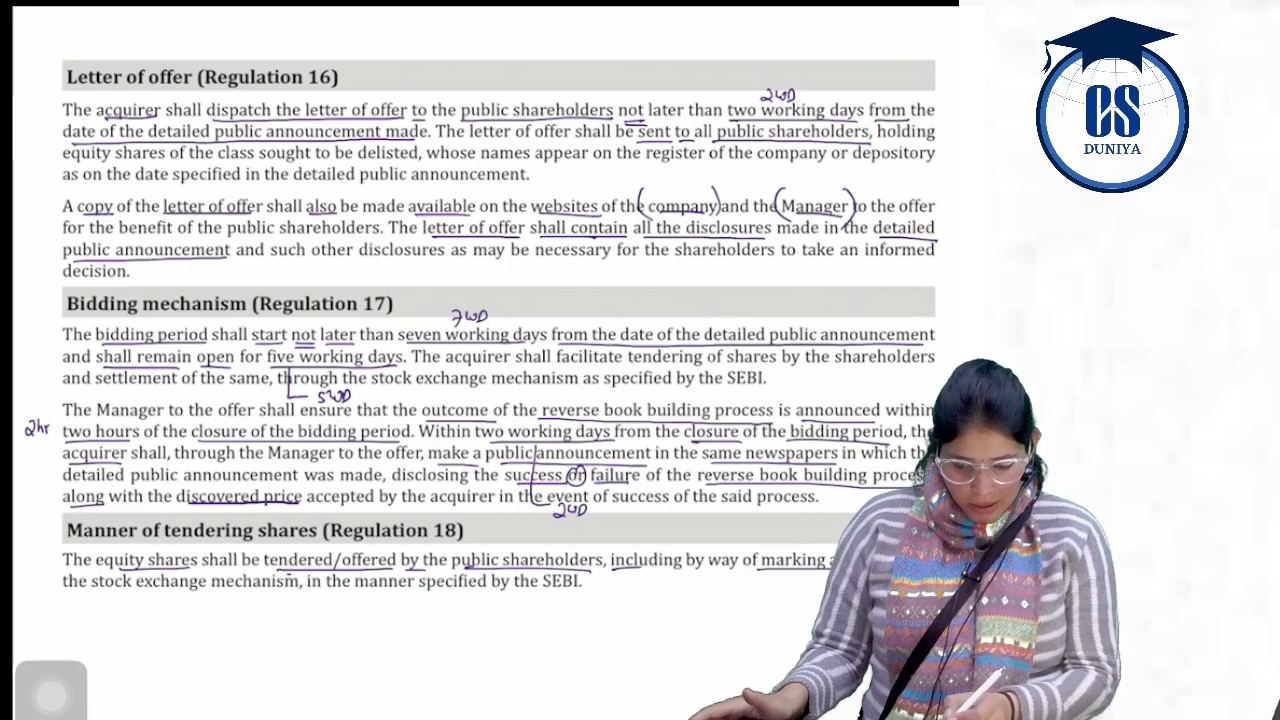 Letter of offer (Regulation 16)
2WD
The acquirer shall dispatch the letter of offer to the public shareholders not later than two working days from the
date of the detailed public announcement made. The letter of offer shall be sent to all public shareholders, holding
equity shares of the class sought to be delisted, whose names appear on the register of the company or depository
as on the date specified in the detailed public announcement.
A copy of the letter of offer shall also be made available on the websites of the company and the Manager to the offer
for the benefit of the public shareholders. The letter of offer shall contain all the disclosures made in the detailed
public announcement and such other disclosures as may be necessary for the shareholders to take an informed
decision.
Bidding mechanism (Regulation 17)
7WD
The bidding period shall start not later than seven working days from the date of the detailed public announcement
and shall remain open for five working days. The acquirer shall facilitate tendering of shares by the shareholders
and settlement of the same, through the stock exchange mechanism as specified by the SEBI.
5WD
The Manager to the offer shall ensure that the outcome of the reverse book building process is announced within
2hr
two hours of the closure of the bidding period. Within two working days from the closure of the bidding period, the
acquirer shall, through the Manager to the offer, make a public announcement in the same newspapers in which
detailed public announcement was made, disclosing the success or failure of the reverse book building
along with the discovered price accepted by the acquirer in the event of success of the said process.
2WD
Manner of tendering shares (Regulation 18)
The equity shares shall be tendered/offered by the public shareholders, including by way of marking
the stock exchange mechanism, in the manner specified by the SEBI.
CS
DUNIYA